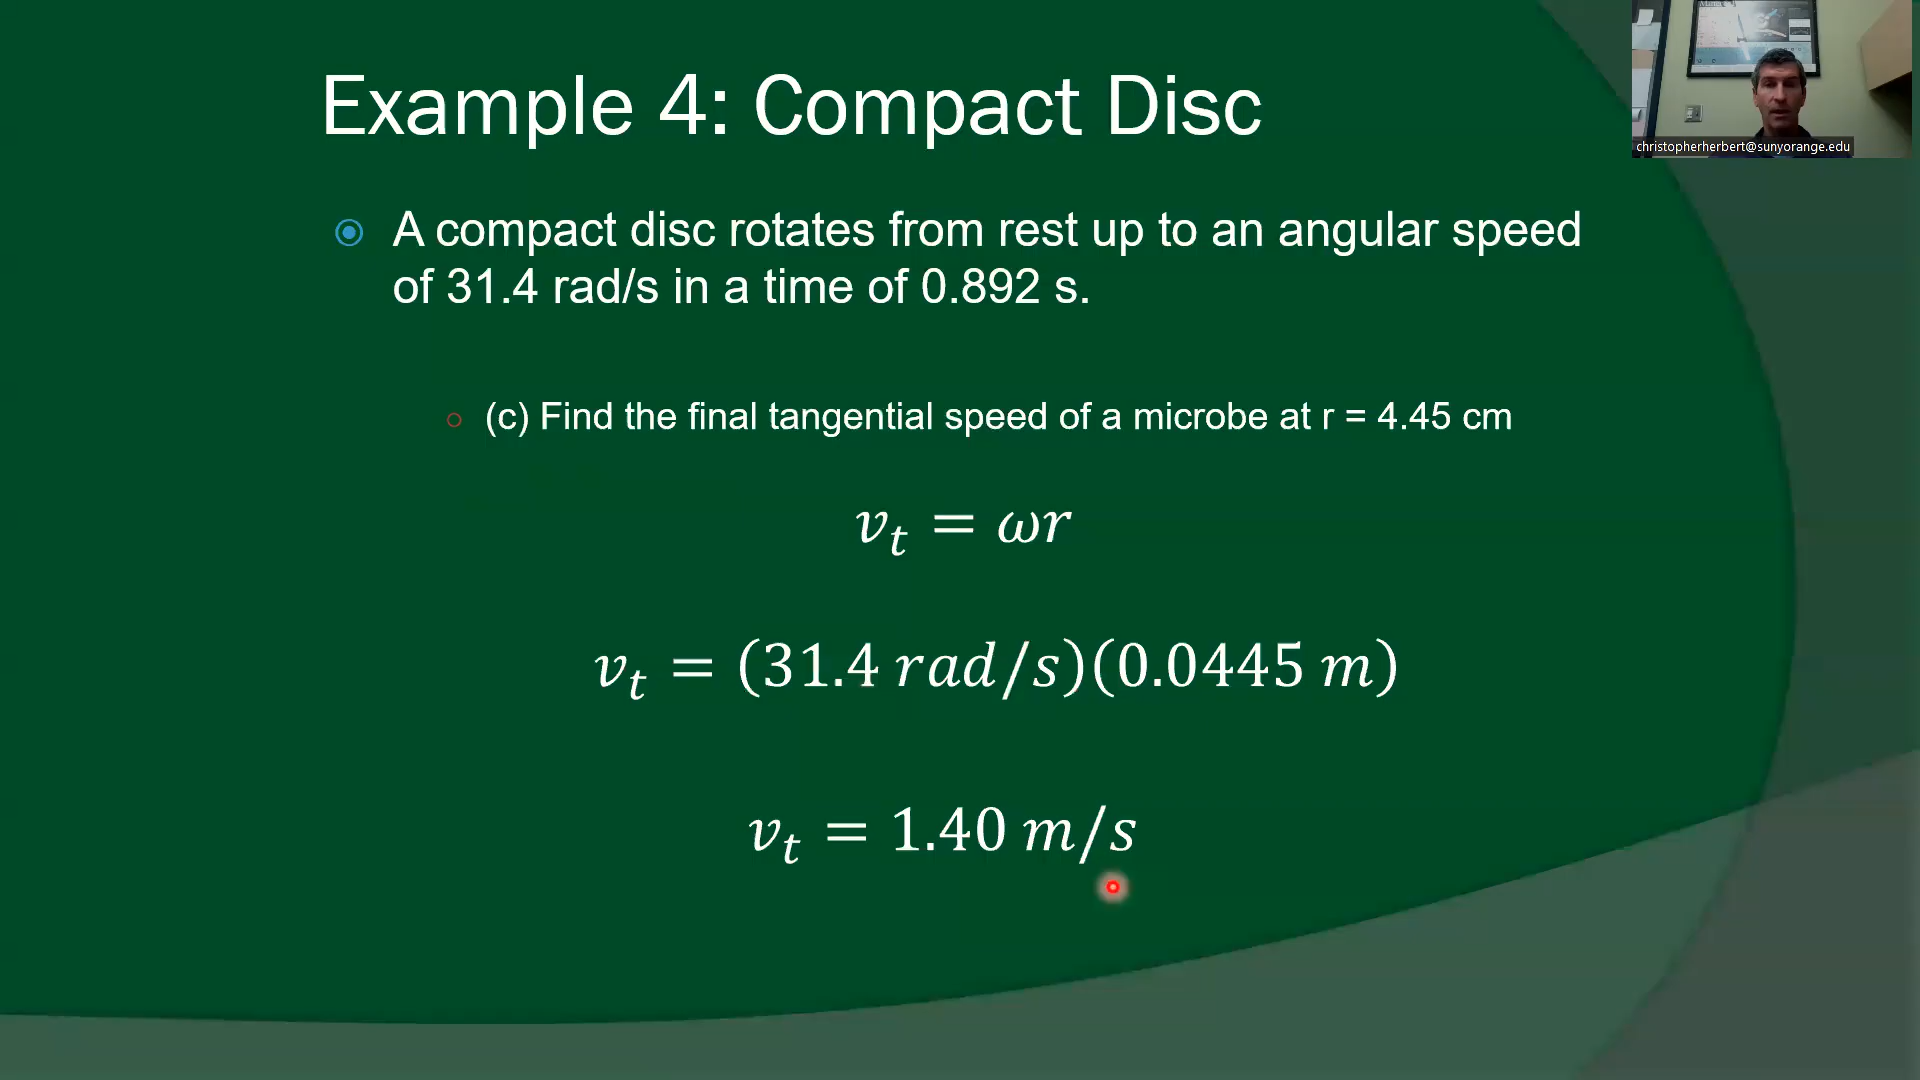 Example 4: Compact Disc
christopherherbert@sunyorange.edu
A compact disc rotates from rest up to an angular speed
of 31.4 rad/s in a time of 0.892 s.
(c) Find the final tangential speed of a microbe at r = 4.45 cm
v_t = ωr
v_t = (31.4 rad/s)(0.0445 m)
v_t = 1.40 m/s